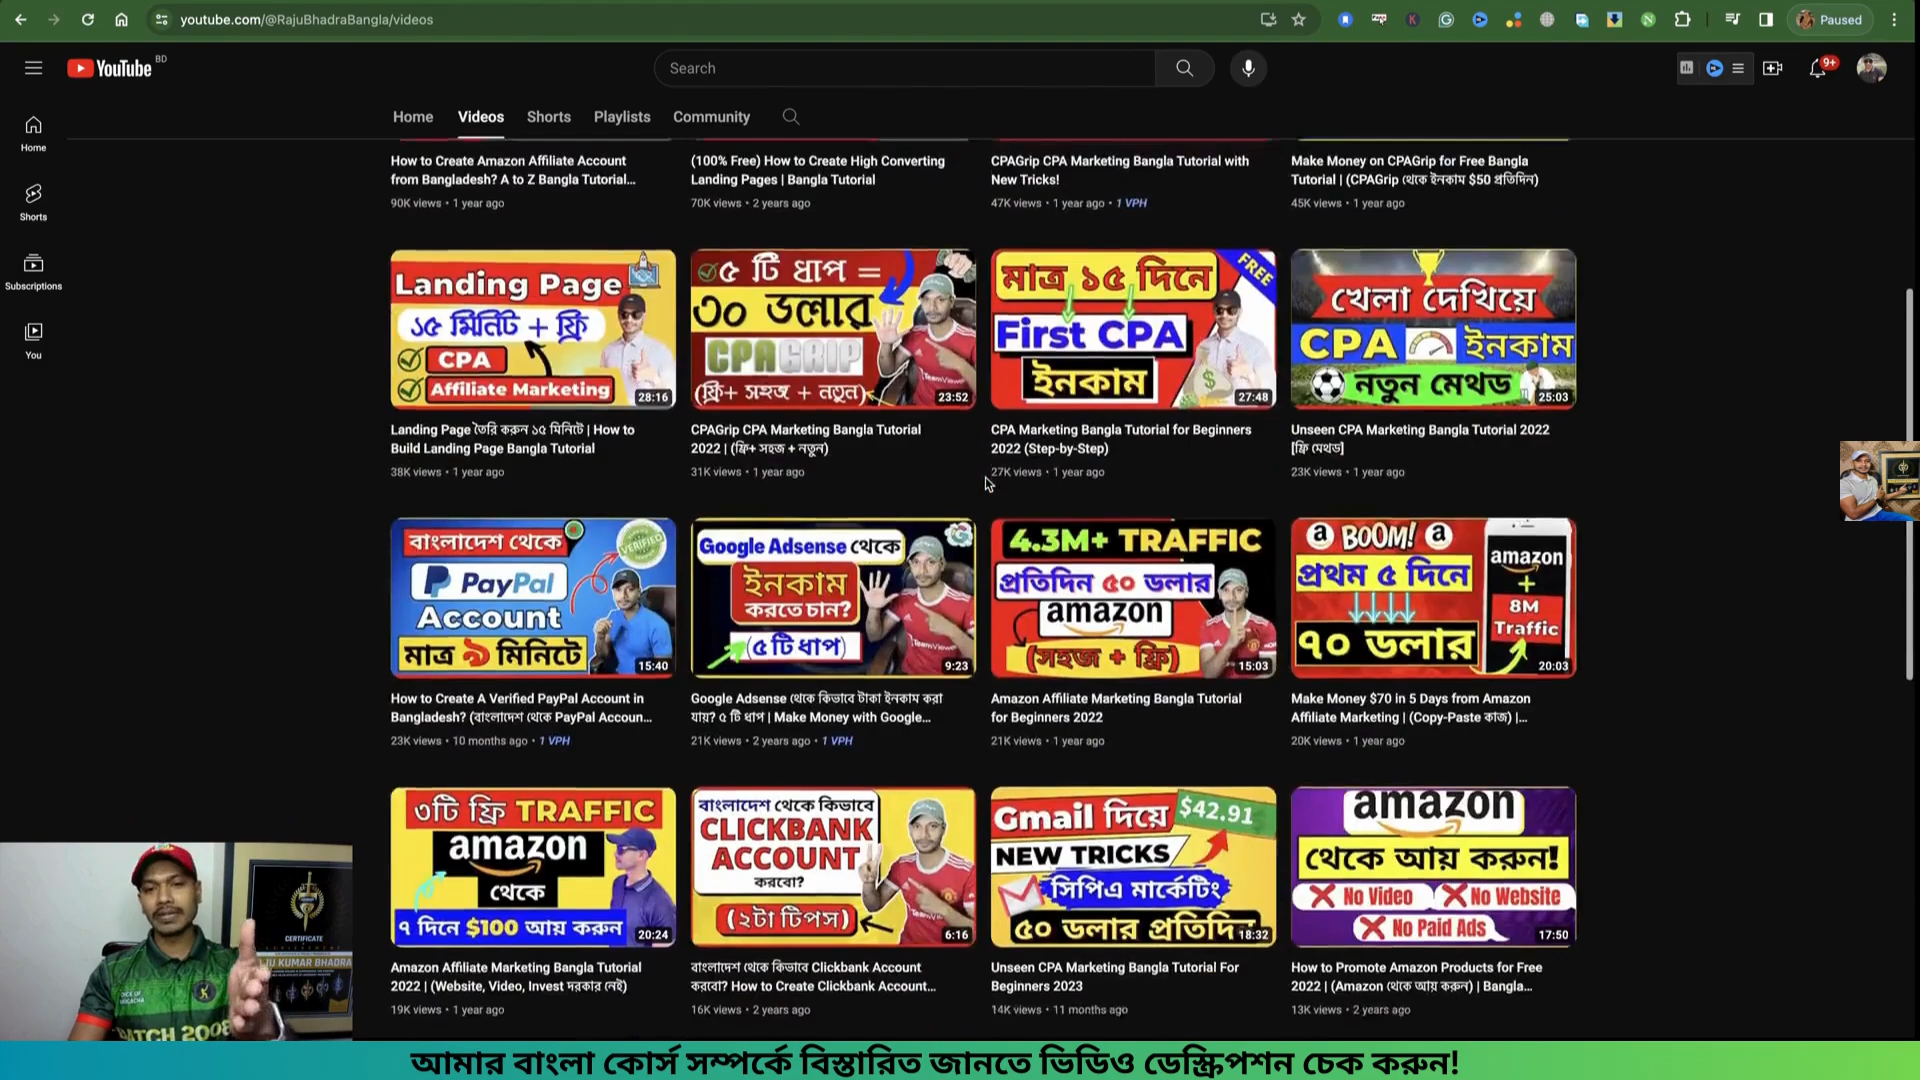 youtube.com/@RajuBhadraBangla/videos
Paused
YouTube BD
Search
9+
Home Videos Shorts Playlists Community
Home
Shorts
Subscriptions
You
How to Create Amazon Affiliate Account
from Bangladesh? A to Z Bangla Tutorial...
90K views • 1 year ago
(100% Free) How to Create High Converting
Landing Pages | Bangla Tutorial
70K views • 2 years ago
CPAGrip CPA Marketing Bangla Tutorial with
New Tricks!
47K views • 1 year ago • 1 VPH
Make Money on CPAGrip for Free Bangla
Tutorial | (CPAGrip থেকে ইনকাম $50 প্রতিদিন)
45K views • 1 year ago
Landing Page
১৫ মিনিট + ফ্রি
CPA
Affiliate Marketing
28:16
Landing Page তৈরি করুন ১৫ মিনিটে | How to
Build Landing Page Bangla Tutorial
38K views • 1 year ago
৫ টি ধাপ =
৩০ ডলার
CPAGRIP
(ফ্রি+ সহজ + নতুন)
23:52
CPAGrip CPA Marketing Bangla Tutorial
2022 | (ফ্রি+ সহজ + নতুন)
31K views • 1 year ago
মাত্র ১৫ দিনে
FREE
First CPA
ইনকাম
27:48
CPA Marketing Bangla Tutorial for Beginners
2022 (Step-by-Step)
27K views • 1 year ago
খেলা দেখিয়ে
CPA ইনকাম
নতুন মেথড
25:03
Unseen CPA Marketing Bangla Tutorial 2022
[ফ্রি মেথড]
23K views • 1 year ago
বাংলাদেশ থেকে
VERIFIED
PayPal
Account
মাত্র ৯ মিনিটে
15:40
How to Create A Verified PayPal Account in
Bangladesh? (বাংলাদেশ থেকে PayPal Accoun...
23K views • 10 months ago • 1 VPH
Google Adsense থেকে
ইনকাম
করতে চান?
(৫ টি ধাপ)
9:23
Google Adsense থেকে কিভাবে টাকা ইনকাম করা
যায়? ৫ টি ধাপ | Make Money with Google...
21K views • 2 years ago • 1 VPH
4.3M+ TRAFFIC
প্রতিদিন ৫০ ডলার
amazon
(সহজ + ফ্রি)
15:03
Amazon Affiliate Marketing Bangla Tutorial
for Beginners 2022
21K views • 1 year ago
a BOOM! a
প্রথম ৫ দিনে
৭০ ডলার
amazon
+
8M
Traffic
20:03
Make Money $70 in 5 Days from Amazon
Affiliate Marketing | (Copy-Paste কাজ) |...
20K views • 1 year ago
৩টি ফ্রি TRAFFIC
amazon
থেকে
৭ দিনে $100 আয় করুন
20:24
Amazon Affiliate Marketing Bangla Tutorial
2022 | (Website, Video, Invest দরকার নেই)
19K views • 1 year ago
বাংলাদেশ থেকে কিভাবে
CLICKBANK
ACCOUNT
করবো?
(২টা টিপস)
6:16
বাংলাদেশ থেকে কিভাবে Clickbank Account
করবো? How to Create Clickbank Account...
16K views • 2 years ago
Gmail দিয়ে $42.91
NEW TRICKS
সিপিএ মার্কেটিং
৫০ ডলার প্রতিদিন
18:32
Unseen CPA Marketing Bangla Tutorial For
Beginners 2023
14K views • 11 months ago
amazon
থেকে আয় করুন!
No Video No Website
No Paid Ads
17:50
How to Promote Amazon Products for Free
2022 | (Amazon থেকে আয় করুন) | Bangla...
13K views • 2 years ago
CERTIFICATE
JU KUMAR BHADRA
BATCH 2008
আমার বাংলা কোর্স সম্পর্কে বিস্তারিত জানতে ভিডিও ডেস্ক্রিপশন চেক করুন!